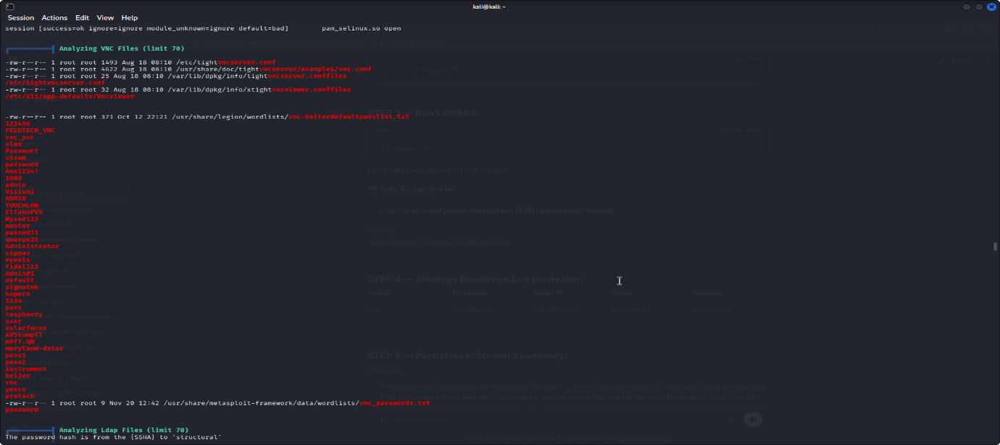 kali@kali: ~
Session Actions Edit View Help
session [success=ok ignore=ignore module_unknown=ignore default=bad] pam_selinux.so open
Analyzing VNC Files (limit 70)
-rw-r--r-- 1 root root 1493 Aug 18 08:10 /etc/tightvncserver.conf
-rw-r--r-- 1 root root 4622 Aug 18 08:10 /usr/share/doc/tightvncserver/examples/vnc.conf
-rw-r--r-- 1 root root 25 Aug 18 08:10 /var/lib/dpkg/info/tightvncserver.conffiles
/etc/tightvncserver.conf
-rw-r--r-- 1 root root 32 Aug 18 08:10 /var/lib/dpkg/info/xtightvncviewer.conffiles
/etc/X11/app-defaults/Vncviewer
-rw-r--r-- 1 root root 371 Oct 12 22:21 /usr/share/legion/wordlists/vnc-betterdefaultpasslist.txt
123456
FELDTECH_VNC
vnc_pcc
elux
Passwort
visam
password
Amx1234!
1988
admin
Vision2
ADMIN
TOUCHLON
EltakoFVS
Wyse#123
muster
passwd11
qwasyx21
Administrator
ripnas
eyevis
fidel123
Admin#1
default
sigmatek
hapero
1234
pass
raspberry
user
solarfocus
AVStumpfl
m9ff.QW
maryland-dstar
pass1
pass2
instrument
beijer
vnc
yesco
protech
-rw-r--r-- 1 root root 9 Nov 20 12:42 /usr/share/metasploit-framework/data/wordlists/vnc_passwords.txt
password
Analyzing Ldap Files (limit 70)
The password hash is from the {SSHA} to 'structural'
STEP 3 — Run LinPEAS
Take Screenshot #6
STEP 4 — Privilege Escalation Log (write this)
Task ID Technique Target IP Status Outcome
STEP 5 — Persistence (50-word summary)